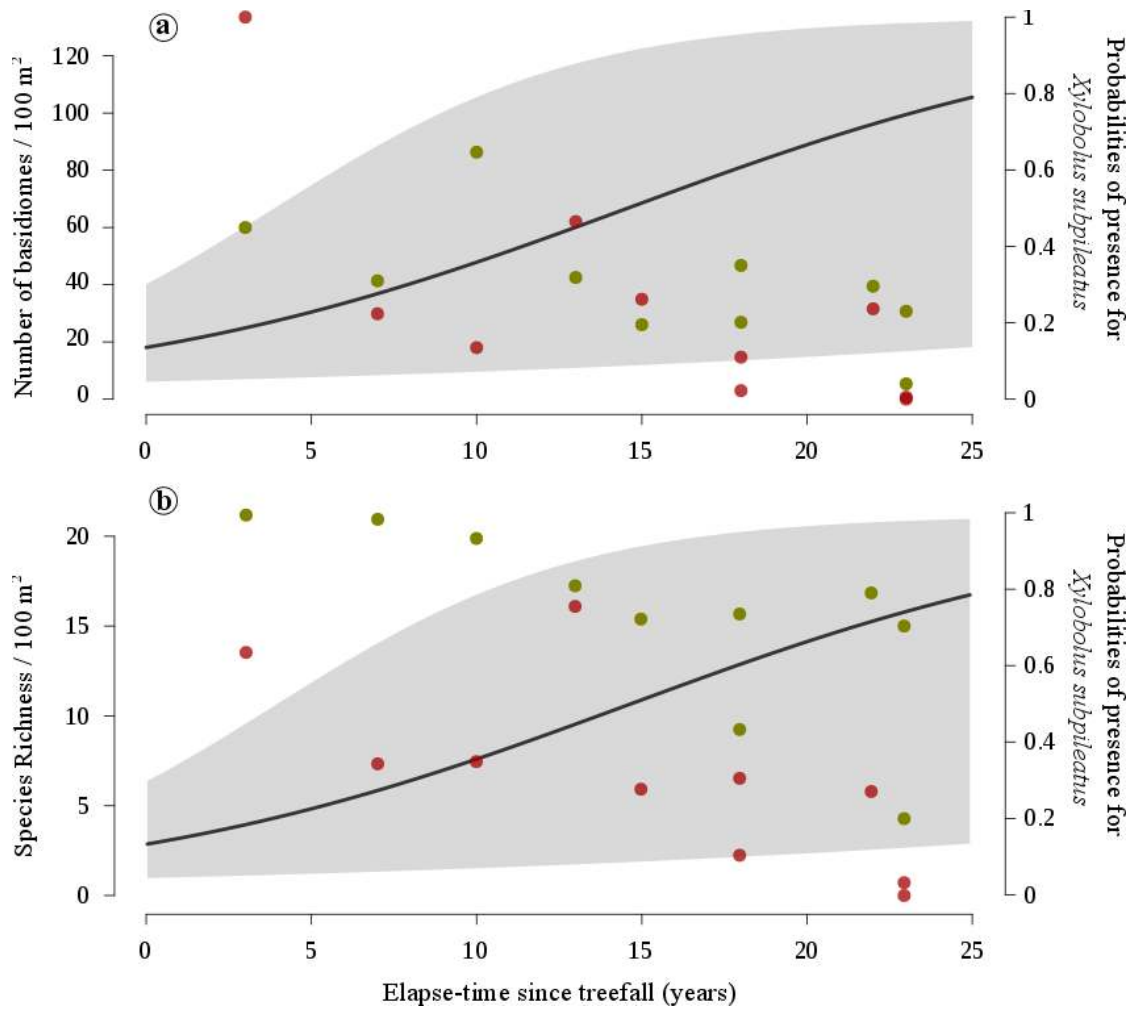 a
Number of basidiomes / 100 m²
120
100
80
60
40
20
0
1
0.8
0.6
0.4
0.2
0
Probabilities of presence for
Xylobolus subpileatus
0 5 10 15 20 25
b
Species Richness / 100 m²
20
15
10
5
0
1
0.8
0.6
0.4
0.2
0
Probabilities of presence for
Xylobolus subpileatus
0 5 10 15 20 25
Elapse-time since treefall (years)